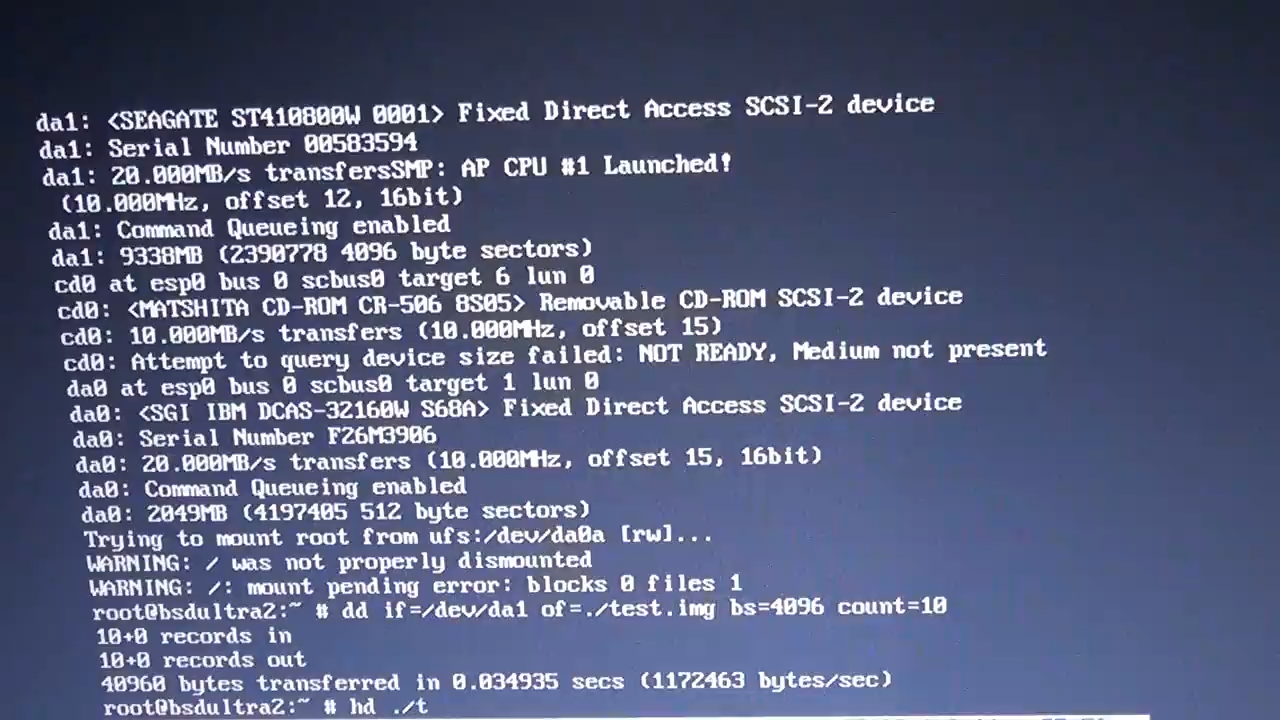 da1: <SEAGATE ST410800W 0001> Fixed Direct Access SCSI-2 device
da1: Serial Number 00583594
da1: 20.000MB/s transfersSMP: AP CPU #1 Launched!
(10.000MHz, offset 12, 16bit)
da1: Command Queueing enabled
da1: 9338MB (2390778 4096 byte sectors)
cd0 at esp0 bus 0 scbus0 target 6 lun 0
cd0: <MATSHITA CD-ROM CR-506 8S05> Removable CD-ROM SCSI-2 device
cd0: 10.000MB/s transfers (10.000MHz, offset 15)
cd0: Attempt to query device size failed: NOT READY, Medium not present
da0 at esp0 bus 0 scbus0 target 1 lun 0
da0: <SGI IBM DCAS-32160W S68A> Fixed Direct Access SCSI-2 device
da0: Serial Number F26M3906
da0: 20.000MB/s transfers (10.000MHz, offset 15, 16bit)
da0: Command Queueing enabled
da0: 2049MB (4197405 512 byte sectors)
Trying to mount root from ufs:/dev/da0a [rw]...
WARNING: / was not properly dismounted
WARNING: /: mount pending error: blocks 0 files 1
root@bsdultra2:~ # dd if=/dev/da1 of=./test.img bs=4096 count=10
10+0 records in
10+0 records out
40960 bytes transferred in 0.034935 secs (1172463 bytes/sec)
root@bsdultra2:~ # hd ./t